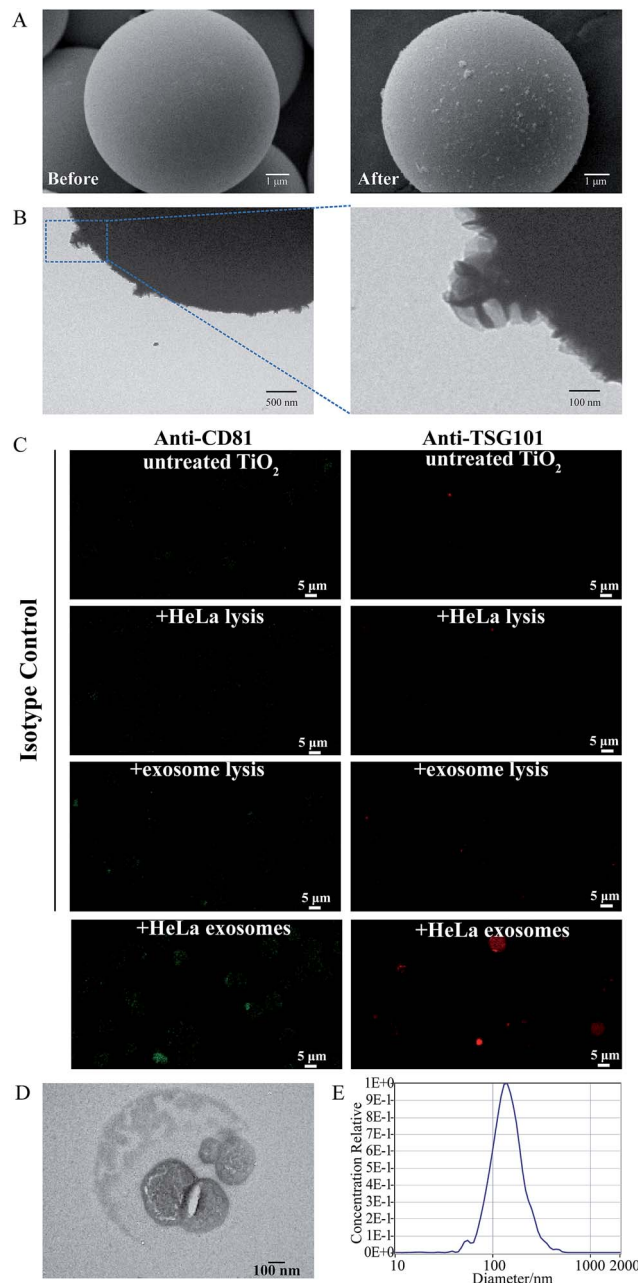 A
Before
1 μm
After
1 μm
B
500 nm
100 nm
C
Anti-CD81
Anti-TSG101
Isotype Control
untreated TiO₂
5 μm
untreated TiO₂
5 μm
+HeLa lysis
5 μm
+HeLa lysis
5 μm
+exosome lysis
5 μm
+exosome lysis
5 μm
+HeLa exosomes
5 μm
+HeLa exosomes
5 μm
D
100 nm
E
Concentration Relative
1E+0
9E-1
8E-1
7E-1
6E-1
5E-1
4E-1
3E-1
2E-1
1E-1
0E+0
10
100
1000
2000
Diameter/nm